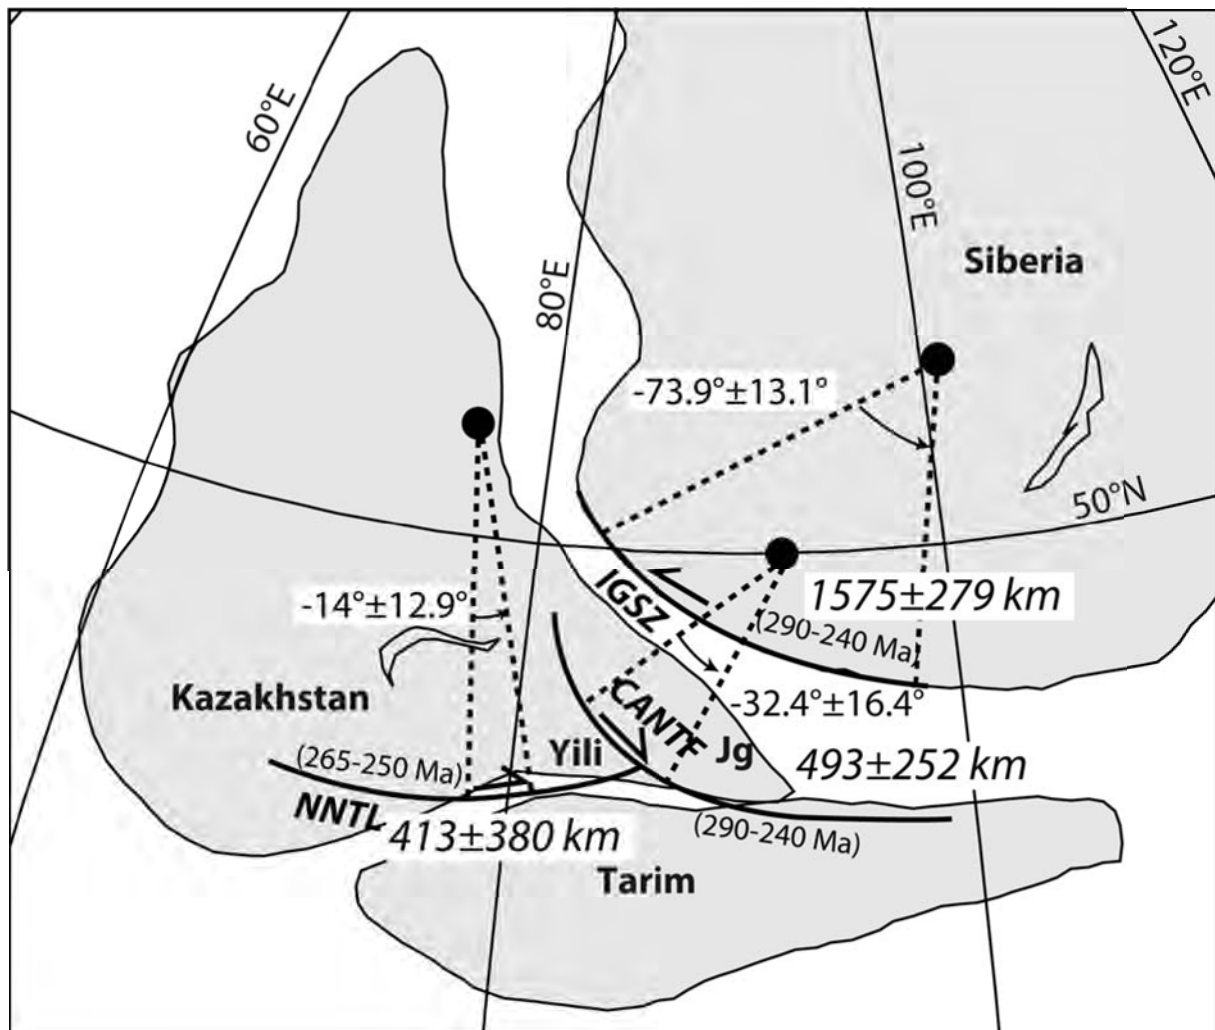 120°E
60°E
100°E
Siberia
80°E
-73.9°±13.1°
50°N
IGSZ
1575±279 km
-14°±12.9°
(290-240 Ma)
Kazakhstan
CANTF
-32.4°±16.4°
Yili
Jg
(265-250 Ma)
493±252 km
NNTL
413±380 km
(290-240 Ma)
Tarim